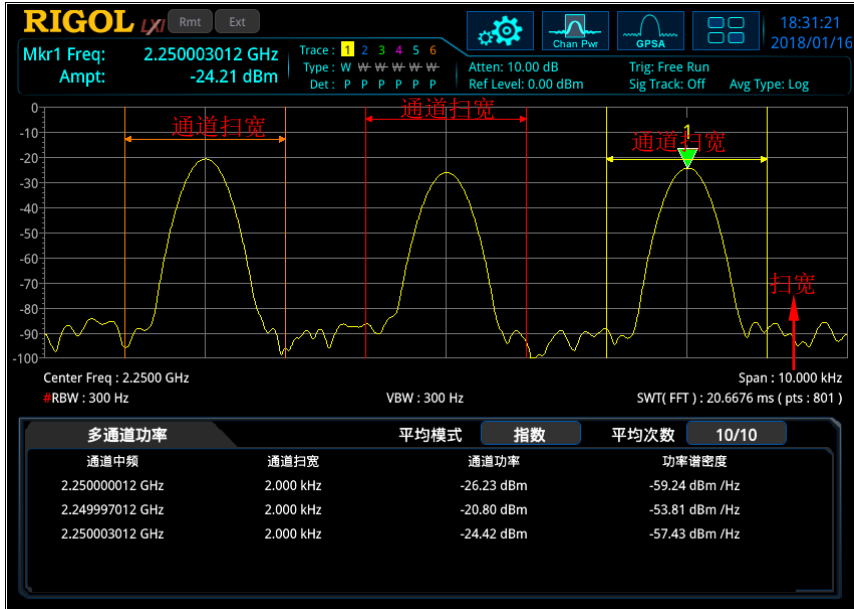 RIGOL LXI Rmt Ext
Chan Pwr GPSA
18:31:21
2018/01/16
Mkr1 Freq: 2.250003012 GHz
Ampt: -24.21 dBm
Trace : 1 2 3 4 5 6
Type : W W W W W W
Det : P P P P P P
Atten: 10.00 dB
Ref Level: 0.00 dBm
Trig: Free Run
Sig Track: Off Avg Type: Log
0
-10
-20
-30
-40
-50
-60
-70
-80
-90
-100
通道扫宽
通道扫宽
通道扫宽
1
扫宽
Center Freq : 2.2500 GHz Span : 10.000 kHz
#RBW : 300 Hz VBW : 300 Hz SWT( FFT ) : 20.6676 ms ( pts : 801 )
多通道功率 平均模式 指数 平均次数 10/10
通道中频 通道扫宽 通道功率 功率谱密度
2.250000012 GHz 2.000 kHz -26.23 dBm -59.24 dBm /Hz
2.249997012 GHz 2.000 kHz -20.80 dBm -53.81 dBm /Hz
2.250003012 GHz 2.000 kHz -24.42 dBm -57.43 dBm /Hz